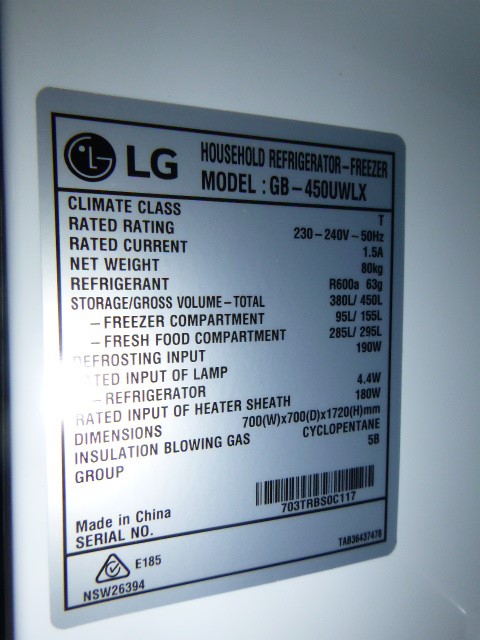 LG
HOUSEHOLD REFRIGERATOR-FREEZER
MODEL : GB-450UWLX
CLIMATE CLASS T
RATED RATING 230-240V~50Hz
RATED CURRENT 1.5A
NET WEIGHT 80kg
REFRIGERANT R600a 63g
STORAGE/GROSS VOLUME-TOTAL 380L/ 450L
-FREEZER COMPARTMENT 95L/ 155L
-FRESH FOOD COMPARTMENT 285L/ 295L
DEFROSTING INPUT 190W
INPUT OF LAMP
-REFRIGERATOR 4.4W
RATED INPUT OF HEATER SHEATH 180W
DIMENSIONS 700(W)x700(D)x1720(H)mm
INSULATION BLOWING GAS CYCLOPENTANE
GROUP 5B
703TRBS0C117
Made in China
SERIAL NO.
TAB36437478
E185
NSW26394